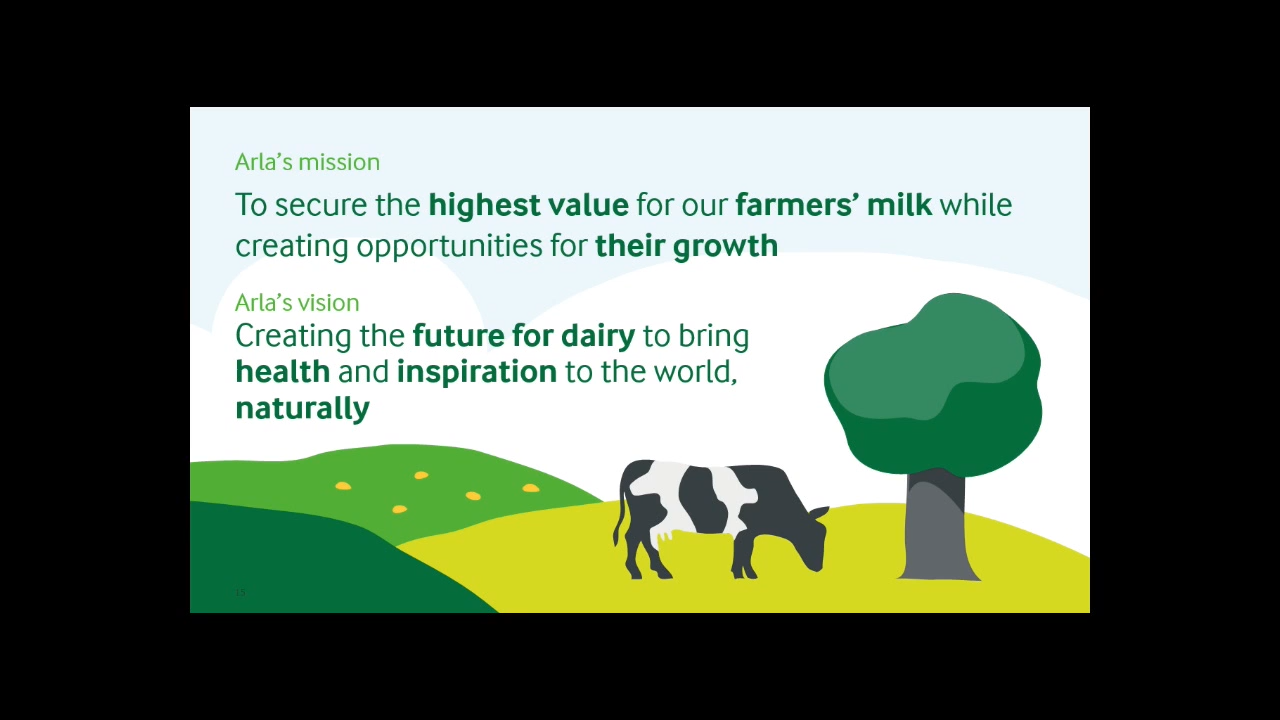 Arla’s mission
To secure the highest value for our farmers’ milk while
creating opportunities for their growth
Arla’s vision
Creating the future for dairy to bring
health and inspiration to the world,
naturally